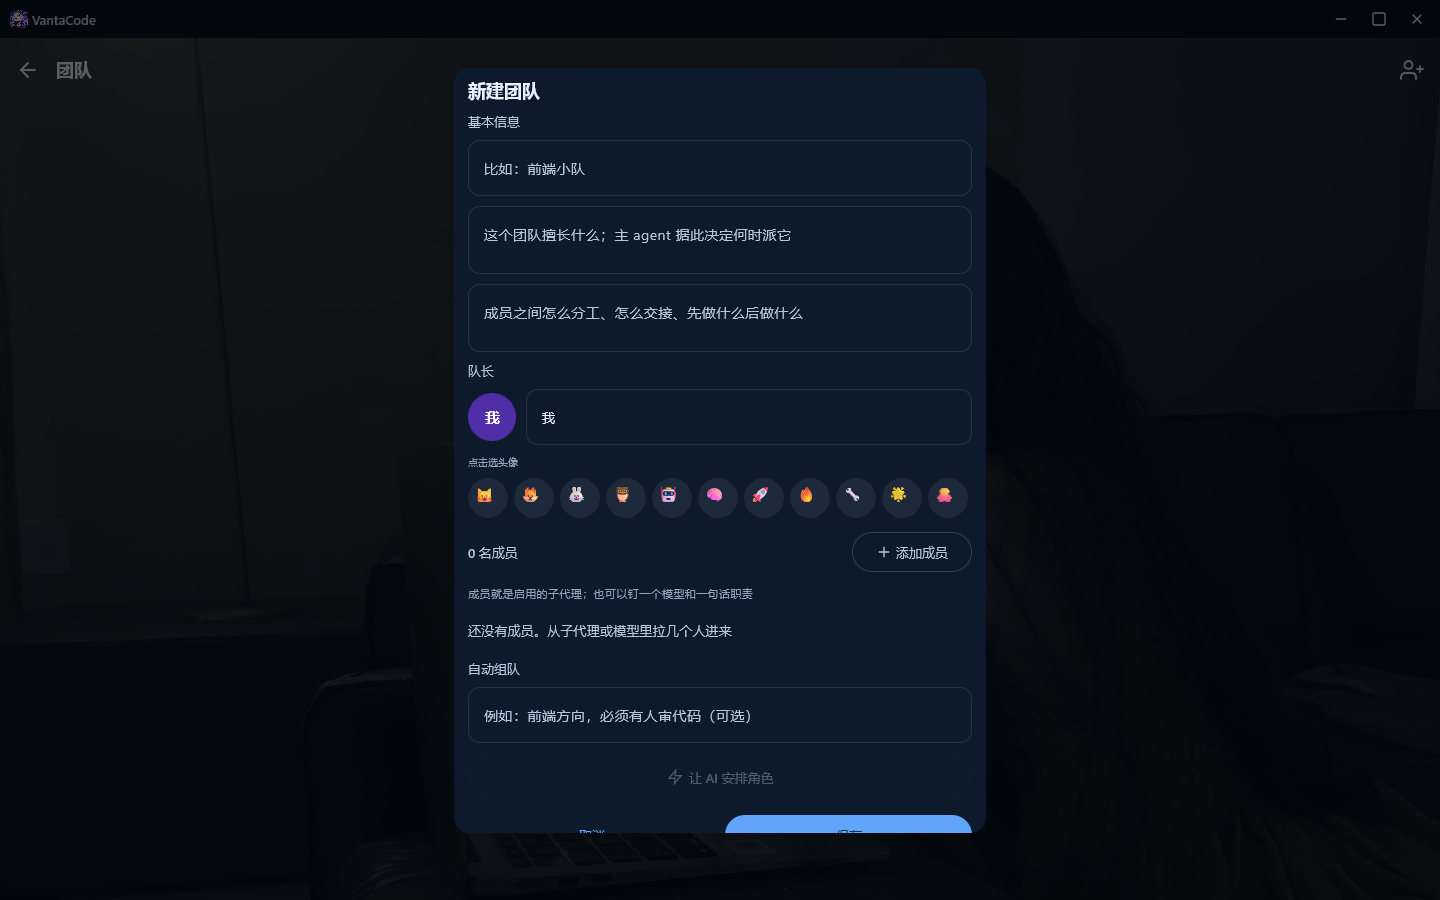 VantaCode
团队
新建团队
基本信息
比如：前端小队
这个团队擅长什么；主 agent 据此决定何时派它
成员之间怎么分工、怎么交接、先做什么后做什么
队长
我
我
点击选头像
0 名成员
添加成员
成员就是启用的子代理；也可以钉一个模型和一句话职责
还没有成员。从子代理或模型里拉几个人进来
自动组队
例如：前端方向，必须有人审代码（可选）
让 AI 安排角色